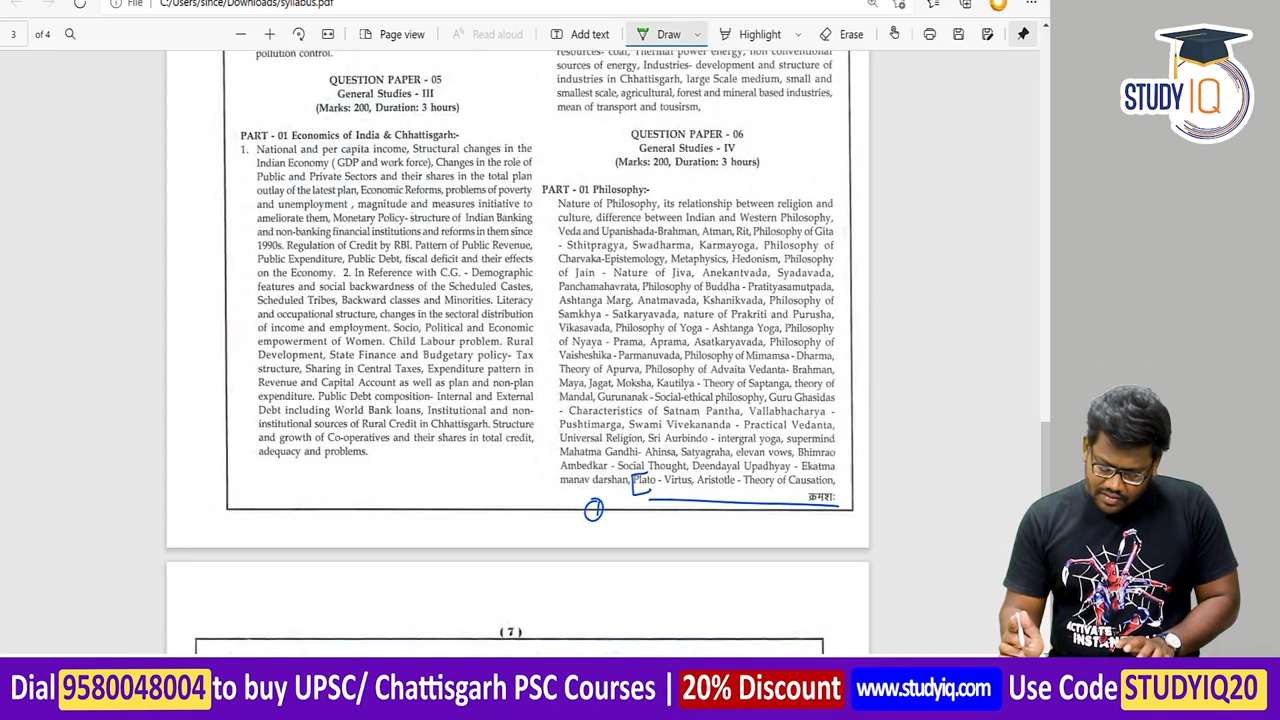 File
C:/Users/since/Downloads/syllabus.pdf
3
of 4
Page view
Read aloud
Add text
Draw
Highlight
Erase
pollution control.
QUESTION PAPER - 05
General Studies - III
(Marks: 200, Duration: 3 hours)
PART - 01 Economics of India & Chhattisgarh:-
1. National and per capita income, Structural changes in the
Indian Economy ( GDP and work force), Changes in the role of
Public and Private Sectors and their shares in the total plan
outlay of the latest plan, Economic Reforms, problems of poverty
and unemployment , magnitude and measures initiative to
ameliorate them, Monetary Policy- structure of Indian Banking
and non-banking financial institutions and reforms in them since
1990s. Regulation of Credit by RBI. Pattern of Public Revenue,
Public Expenditure, Public Debt, fiscal deficit and their effects
on the Economy. 2. In Reference with C.G. - Demographic
features and social backwardness of the Scheduled Castes,
Scheduled Tribes, Backward classes and Minorities. Literacy
and occupational structure, changes in the sectoral distribution
of income and employment. Socio, Political and Economic
empowerment of Women. Child Labour problem. Rural
Development, State Finance and Budgetary policy- Tax
structure, Sharing in Central Taxes, Expenditure pattern in
Revenue and Capital Account as well as plan and non-plan
expenditure. Public Debt composition- Internal and External
Debt including World Bank loans, Institutional and non-
institutional sources of Rural Credit in Chhattisgarh. Structure
and growth of Co-operatives and their shares in total credit,
adequacy and problems.
resources- coal, Thermal power energy, non conventional
sources of energy, Industries- development and structure of
industries in Chhattisgarh, large Scale medium, small and
smallest scale, agricultural, forest and mineral based industries,
mean of transport and tousirsm,
QUESTION PAPER - 06
General Studies - IV
(Marks: 200, Duration: 3 hours)
PART - 01 Philosophy:-
Nature of Philosophy, its relationship between religion and
culture, difference between Indian and Western Philosophy,
Veda and Upanishada-Brahman, Atman, Rit, Philosophy of Gita
- Sthitpragya, Swadharma, Karmayoga, Philosophy of
Charvaka-Epistemology, Metaphysics, Hedonism, Philosophy
of Jain - Nature of Jiva, Anekantvada, Syadavada,
Panchamahavrata, Philosophy of Buddha - Pratityasamutpada,
Ashtanga Marg, Anatmavada, Kshanikvada, Philosophy of
Samkhya - Satkaryavada, nature of Prakriti and Purusha,
Vikasavada, Philosophy of Yoga - Ashtanga Yoga, Philosophy
of Nyaya - Prama, Aprama, Asatkaryavada, Philosophy of
Vaisheshika - Parmanuvada, Philosophy of Mimamsa - Dharma,
Theory of Apurva, Philosophy of Advaita Vedanta- Brahman,
Maya, Jagat, Moksha, Kautilya - Theory of Saptanga, theory of
Mandal, Gurunanak - Social-ethical philosophy, Guru Ghasidas
- Characteristics of Satnam Pantha, Vallabhacharya -
Pushtimarga, Swami Vivekananda - Practical Vedanta,
Universal Religion, Sri Aurbindo - intergral yoga, supermind
Mahatma Gandhi- Ahinsa, Satyagraha, elevan vows, Bhimrao
Ambedkar - Social Thought, Deendayal Upadhyay - Ekatma
manav darshan, Plato - Virtus, Aristotle - Theory of Causation,
क्रमशः
1
( 7 )
STUDY IQ
ACTIVATE
INSTAN
Dial 9580048004 to buy UPSC/ Chattisgarh PSC Courses | 20% Discount www.studyiq.com Use Code STUDYIQ20